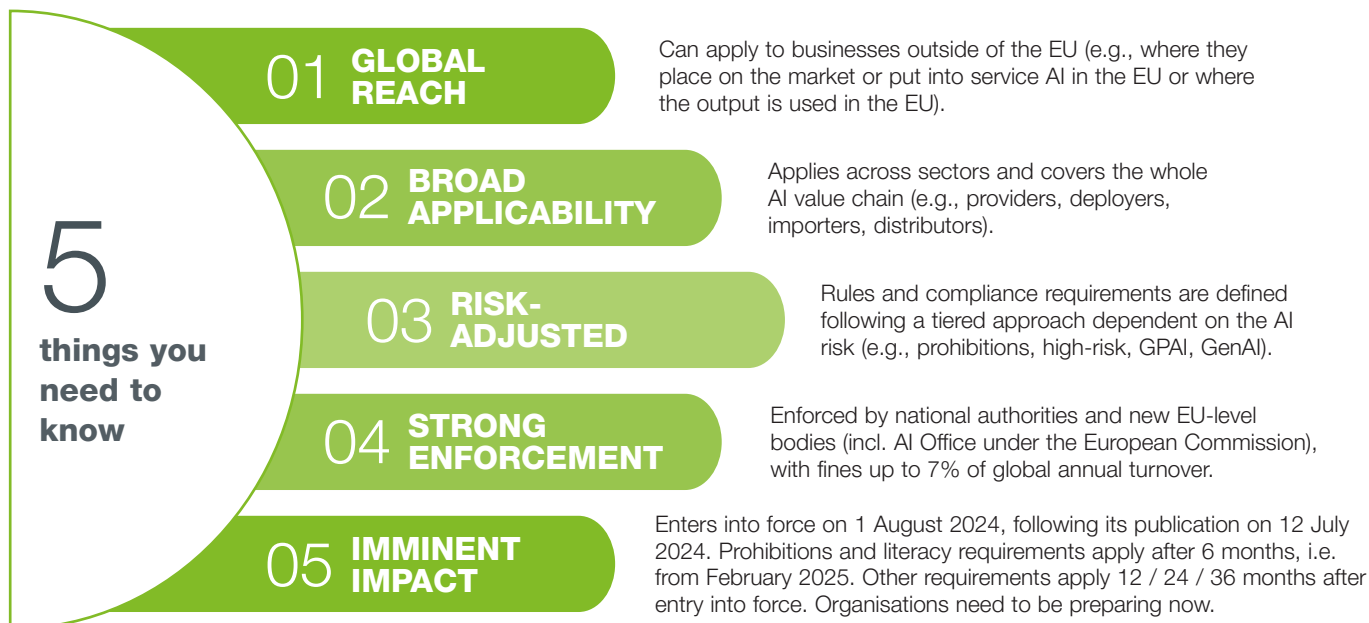 5
things you
need to
know
01 GLOBAL
REACH
Can apply to businesses outside of the EU (e.g., where they
place on the market or put into service AI in the EU or where
the output is used in the EU).
02 BROAD
APPLICABILITY
Applies across sectors and covers the whole
AI value chain (e.g., providers, deployers,
importers, distributors).
03 RISK-
ADJUSTED
Rules and compliance requirements are defined
following a tiered approach dependent on the AI
risk (e.g., prohibitions, high-risk, GPAI, GenAI).
04 STRONG
ENFORCEMENT
Enforced by national authorities and new EU-level
bodies (incl. AI Office under the European Commission),
with fines up to 7% of global annual turnover.
05 IMMINENT
IMPACT
Enters into force on 1 August 2024, following its publication on 12 July
2024. Prohibitions and literacy requirements apply after 6 months, i.e.
from February 2025. Other requirements apply 12 / 24 / 36 months after
entry into force. Organisations need to be preparing now.